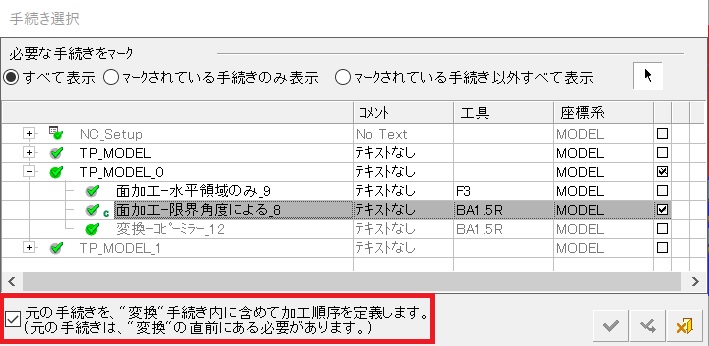 手続き選択
必要な手続きをマーク
すべて表示 マークされている手続きのみ表示 マークされている手続き以外すべて表示
コメント 工具 座標系
NC_Setup No Text MODEL
TP_MODEL テキストなし MODEL
TP_MODEL_0 テキストなし MODEL
面加工-水平領域のみ_9 テキストなし F3 MODEL
c 面加工-限界角度による_8 テキストなし BA1.5R MODEL
変換-コピーミラー_12 テキストなし BA1.5R MODEL
TP_MODEL_1 テキストなし MODEL
元の手続きを、“変換“手続き内に含めて加工順序を定義します。
(元の手続きは、“変換“の直前にある必要があります。)